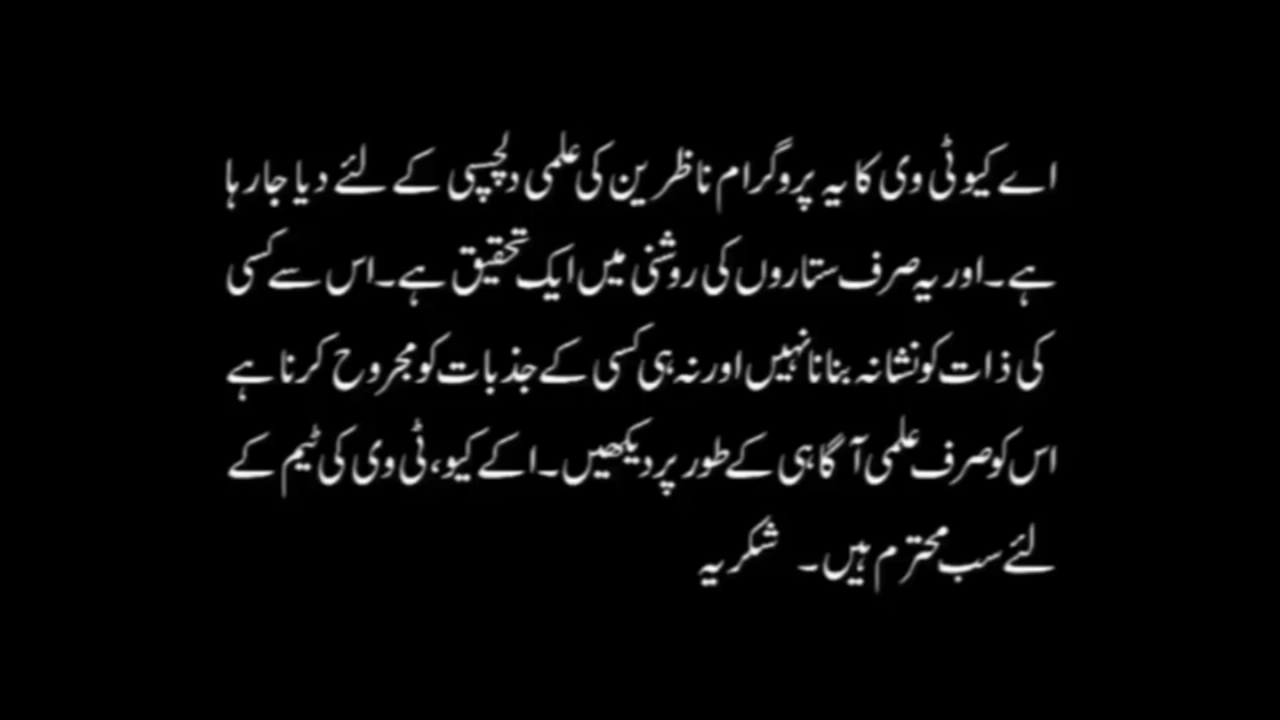 اے کیو ٹی وی کا یہ پروگرام ناظرین کی علمی دلچسپی کے لئے دیا جارہا
ہے۔ اور یہ صرف ستاروں کی روشنی میں ایک تحقیق ہے۔ اس سے کسی
کی ذات کو نشانہ بنانا نہیں اور نہ ہی کسی کے جذبات کو مجروح کرنا ہے
اس کو صرف علمی آگاہی کے طور پر دیکھیں۔ اکے کیو، ٹی وی کی ٹیم کے
لئے سب محترم ہیں۔ شکریہ